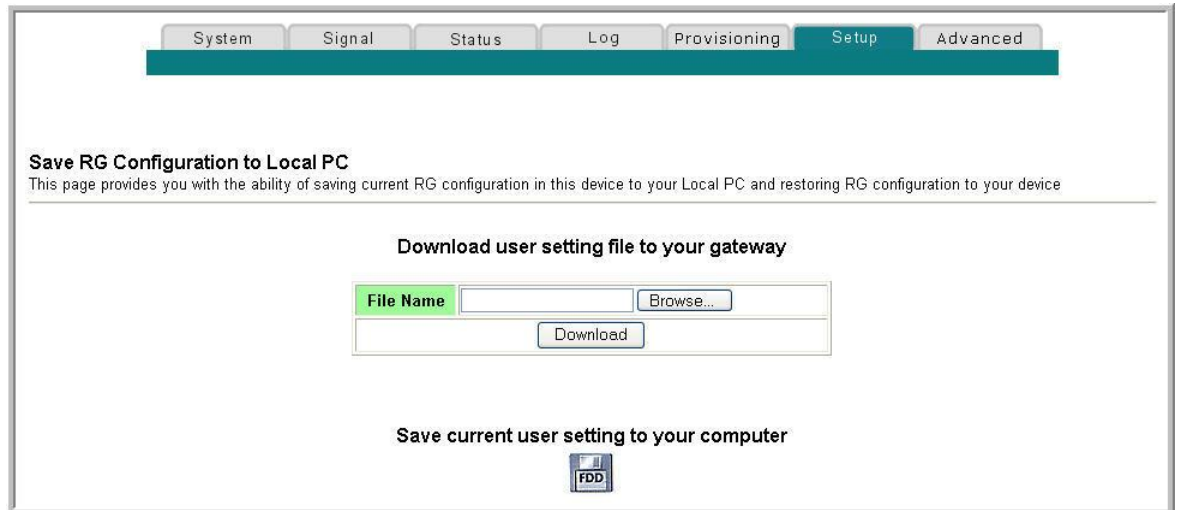 System Signal Status Log Provisioning Setup Advanced
Save RG Configuration to Local PC
This page provides you with the ability of saving current RG configuration in this device to your Local PC and restoring RG configuration to your device
Download user setting file to your gateway
File Name Browse...
Download
Save current user setting to your computer
FDD